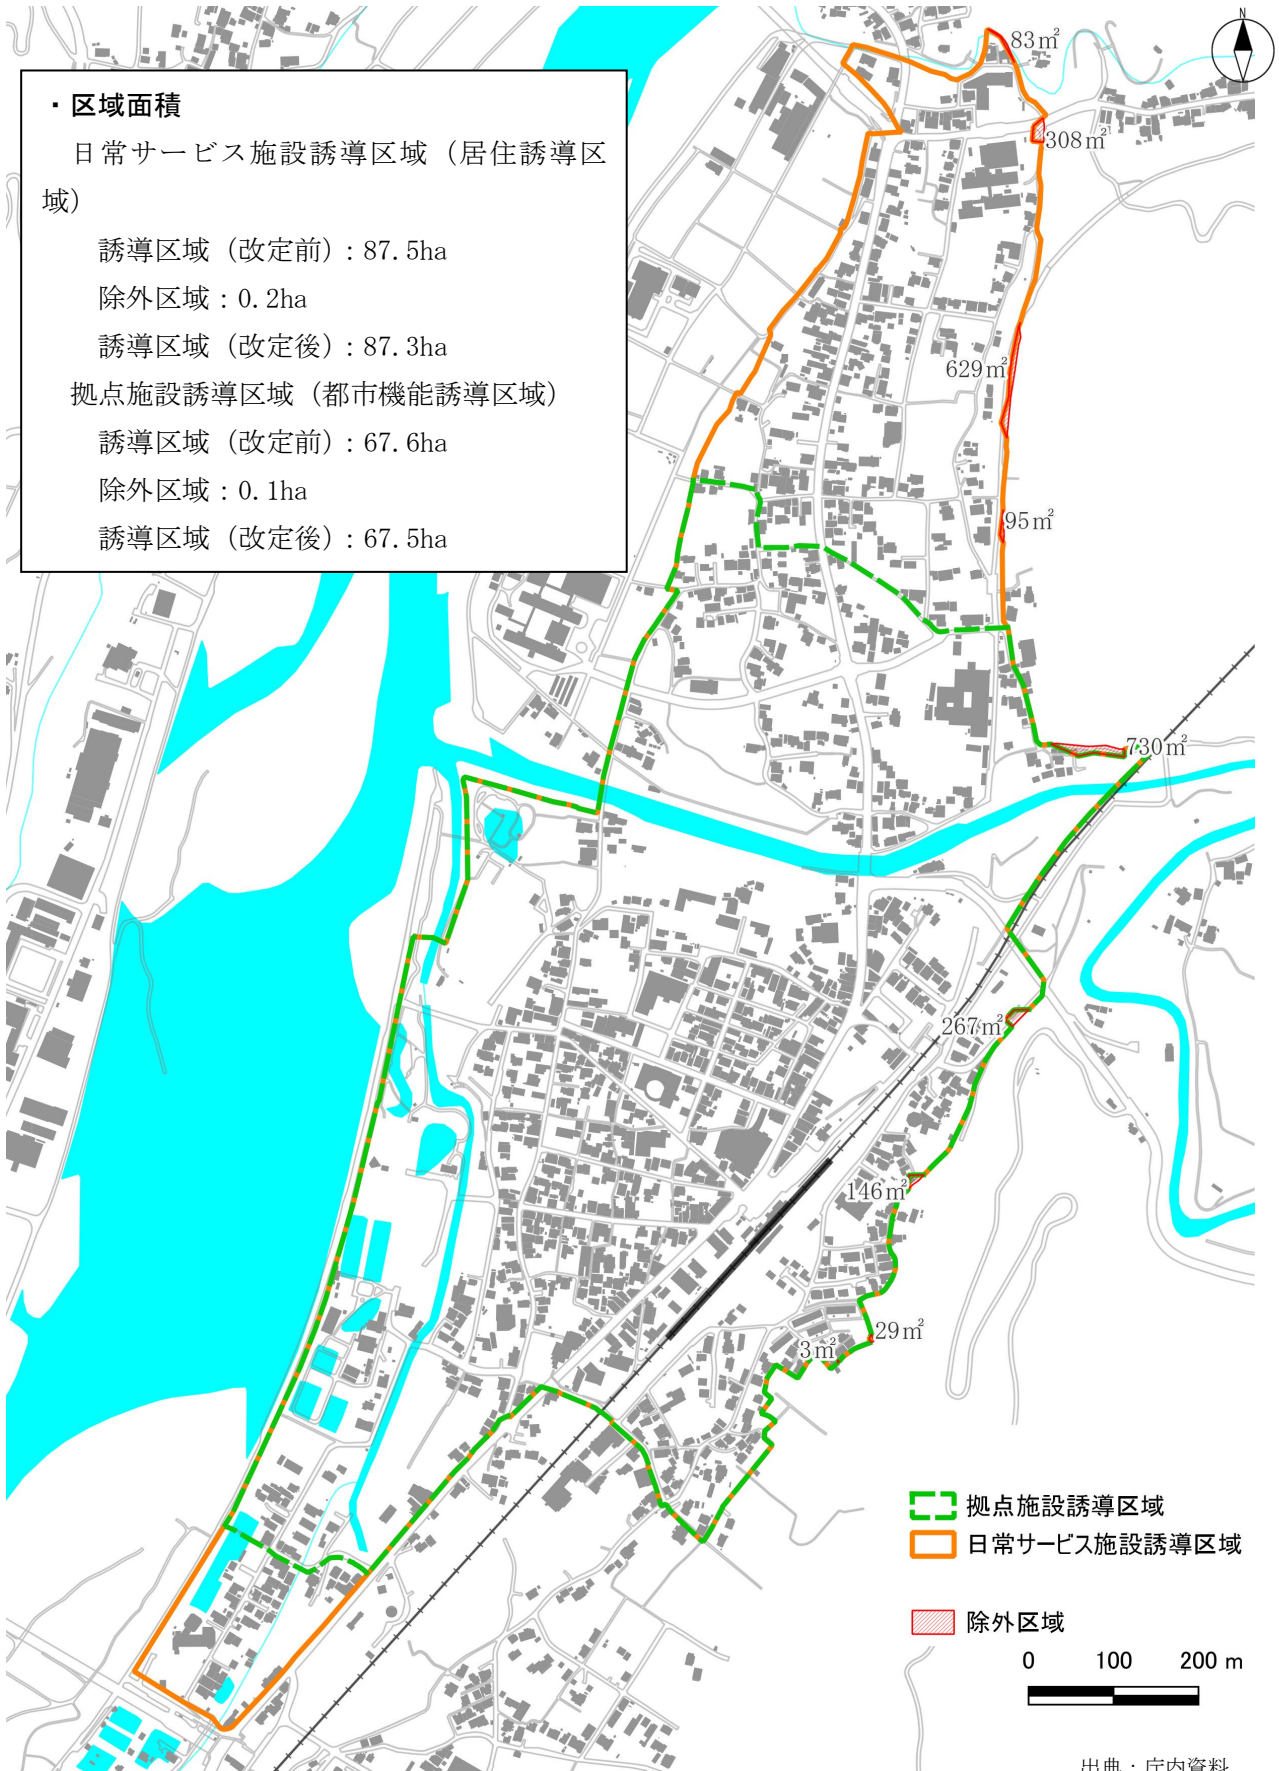 N
・区域面積
日常サービス施設誘導区域（居住誘導区
域）
誘導区域（改定前）：87.5ha
除外区域：0.2ha
誘導区域（改定後）：87.3ha
拠点施設誘導区域（都市機能誘導区域）
誘導区域（改定前）：67.6ha
除外区域：0.1ha
誘導区域（改定後）：67.5ha
83㎡
308㎡
629㎡
95㎡
730㎡
267㎡
146㎡
29㎡
3㎡
拠点施設誘導区域
日常サービス施設誘導区域
除外区域
0 100 200 m
出典：庁内資料